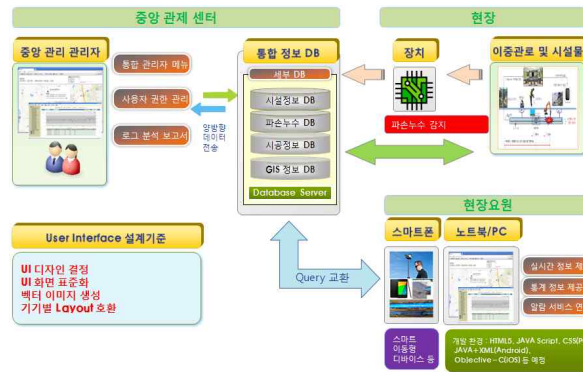 중앙 관제 센터
현장
중앙 관리 관리자
통합 정보 DB
장치
이중관로 및 시설물
통합 관리자 메뉴
사용자 권한 관리
로그 분석 보고서
양방향
데이터
전송
세부 DB
시설정보 DB
파손누수 DB
시공정보 DB
GIS 정보 DB
Database Server
파손누수 감지
User Interface 설계기준
UI 디자인 결정
UI 화면 표준화
벡터 이미지 생성
기기별 Layout 호환
Query 교환
현장요원
스마트폰
노트북/PC
실시간 정보 제
통계 정보 제공
알람 서비스 연
스마트
이동형
디바이스 등
개발 환경 : HTML5, JAVA Script, CSS(P
JAVA+XML(Android),
Objective-C(iOS) 등 예정